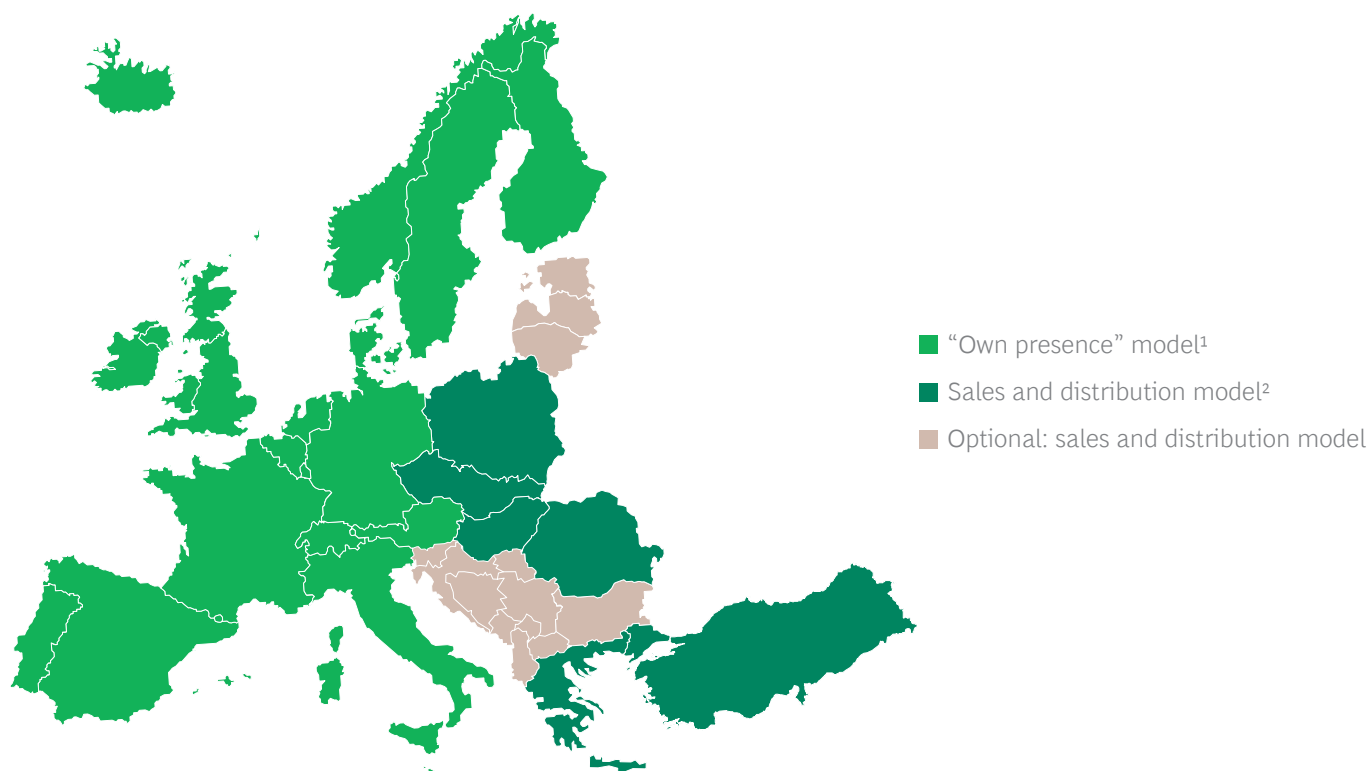 “Own presence” model¹
Sales and distribution model²
Optional: sales and distribution model